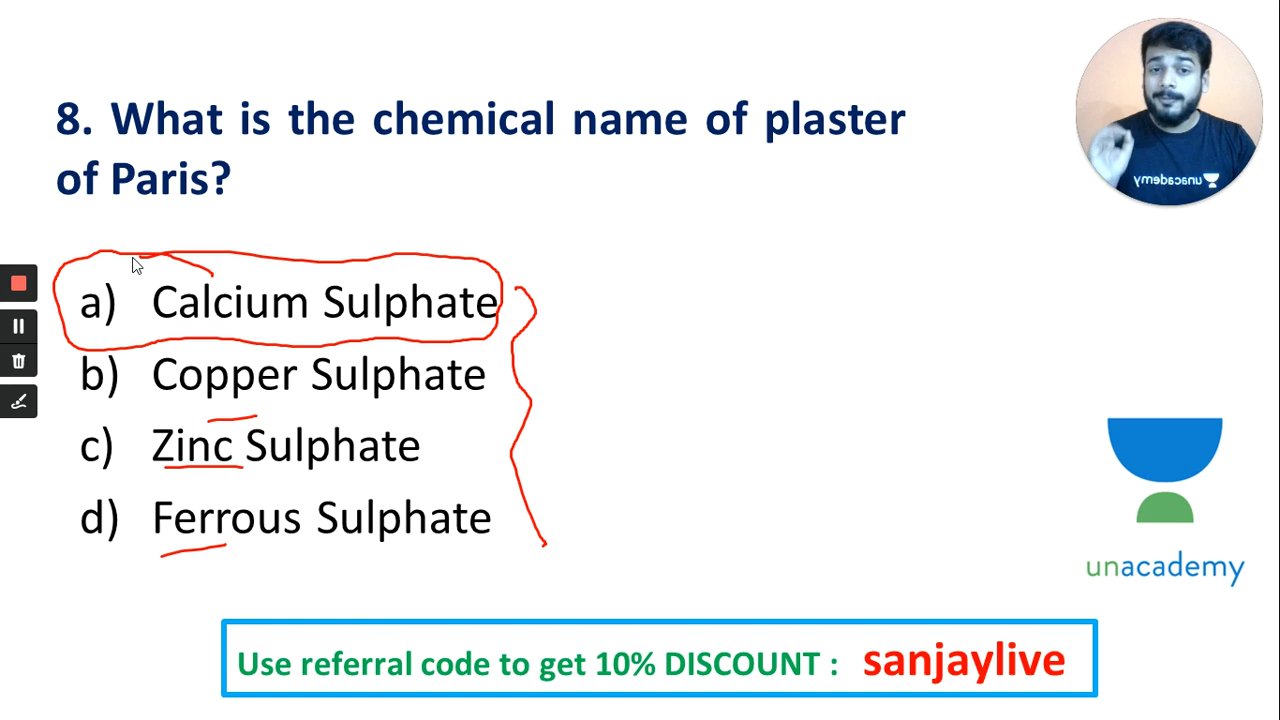 8. What is the chemical name of plaster
of Paris?
unacademy
a) Calcium Sulphate
b) Copper Sulphate
c) Zinc Sulphate
d) Ferrous Sulphate
unacademy
Use referral code to get 10% DISCOUNT : sanjaylive